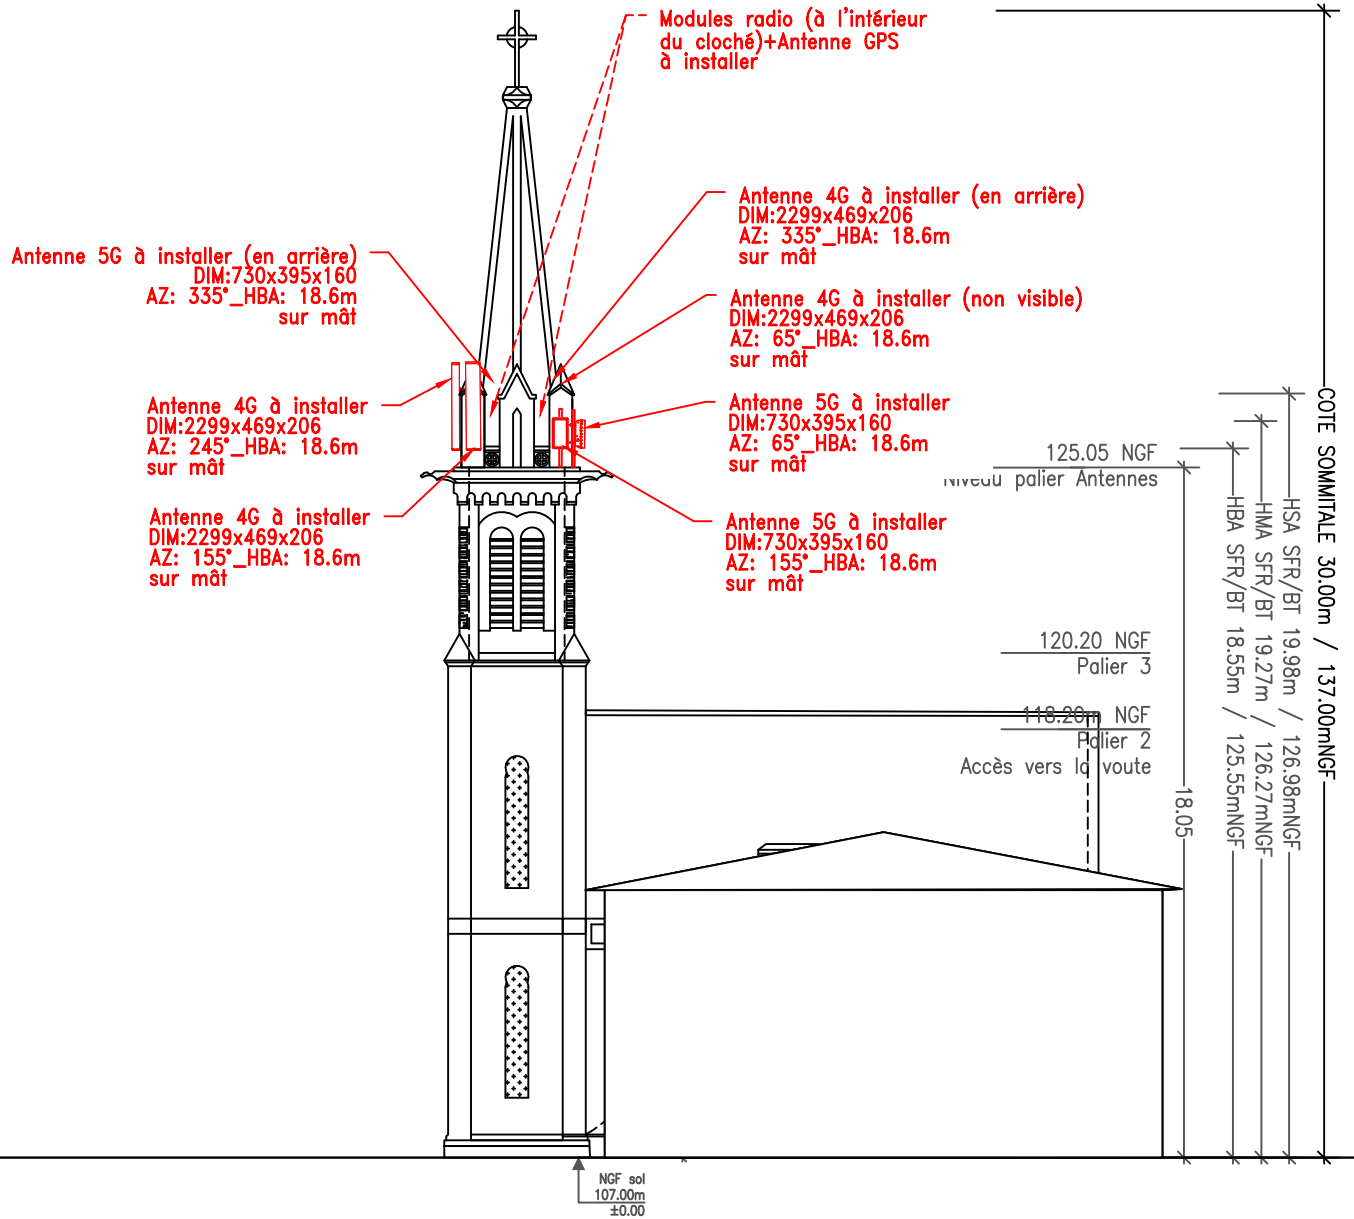 Modules radio (à l'intérieur
du cloché)+Antenne GPS
à installer
Antenne 4G à installer (en arrière)
DIM:2299x469x206
AZ: 335°_HBA: 18.6m
sur mât
Antenne 5G à installer (en arrière)
DIM:730x395x160
AZ: 335°_HBA: 18.6m
sur mât
Antenne 4G à installer (non visible)
DIM:2299x469x206
AZ: 65°_HBA: 18.6m
sur mât
Antenne 4G à installer
DIM:2299x469x206
AZ: 245°_HBA: 18.6m
sur mât
Antenne 5G à installer
DIM:730x395x160
AZ: 65°_HBA: 18.6m
sur mât
Antenne 4G à installer
DIM:2299x469x206
AZ: 155°_HBA: 18.6m
sur mât
Antenne 5G à installer
DIM:730x395x160
AZ: 155°_HBA: 18.6m
sur mât
125.05 NGF
Niveau palier Antennes
120.20 NGF
Palier 3
118.20m NGF
Palier 2
Accès vers la voute
18.05
HBA SFR/BT 18.55m / 125.55mNGF
HMA SFR/BT 19.27m / 126.27mNGF
HSA SFR/BT 19.98m / 126.98mNGF
COTE SOMMITALE 30.00m / 137.00mNGF
NGF sol
107.00m
±0.00